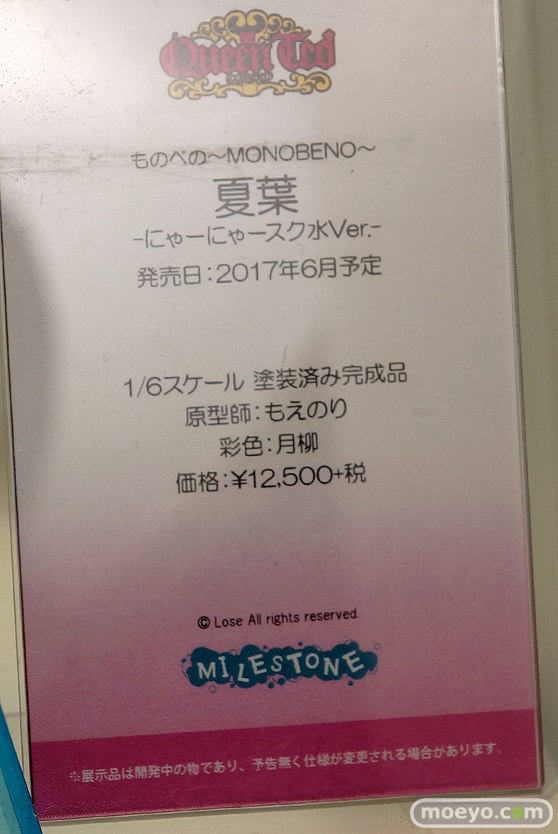 Queen Ted
ものべの～MONOBENO～
夏葉
-にゃーにゃースク水Ver.-
発売日：2017年6月予定
1/6スケール 塗装済み完成品
原型師：もえのり
彩色：月柳
価格：¥12,500+税
© Lose All rights reserved.
MILESTONE
※展示品は開発中の物であり、予告無く仕様が変更される場合があります。
moeyo.com